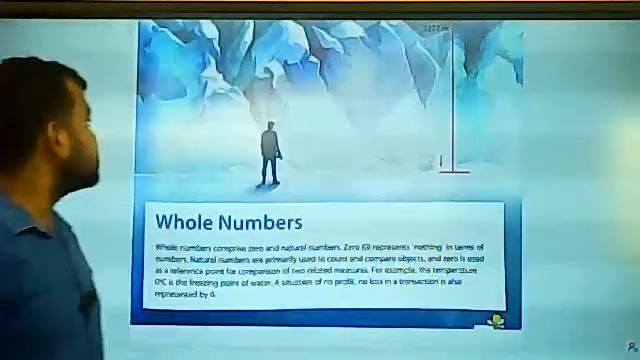 Whole Numbers
Whole numbers comprise zero and natural numbers. Zero represents 'nothing' in terms of
numbers. Natural numbers are primarily used to count and compare objects, and zero is used
as a reference point for comparison of two related measures. For example, the temperature
0°C is the freezing point of water. A situation of no profit, no loss in a transaction is also
represented by 0.